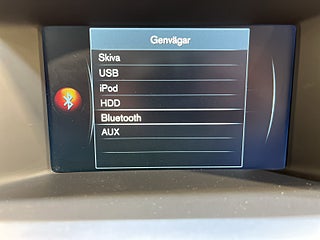 Genvägar
Skiva
USB
iPod
HDD
Bluetooth
AUX